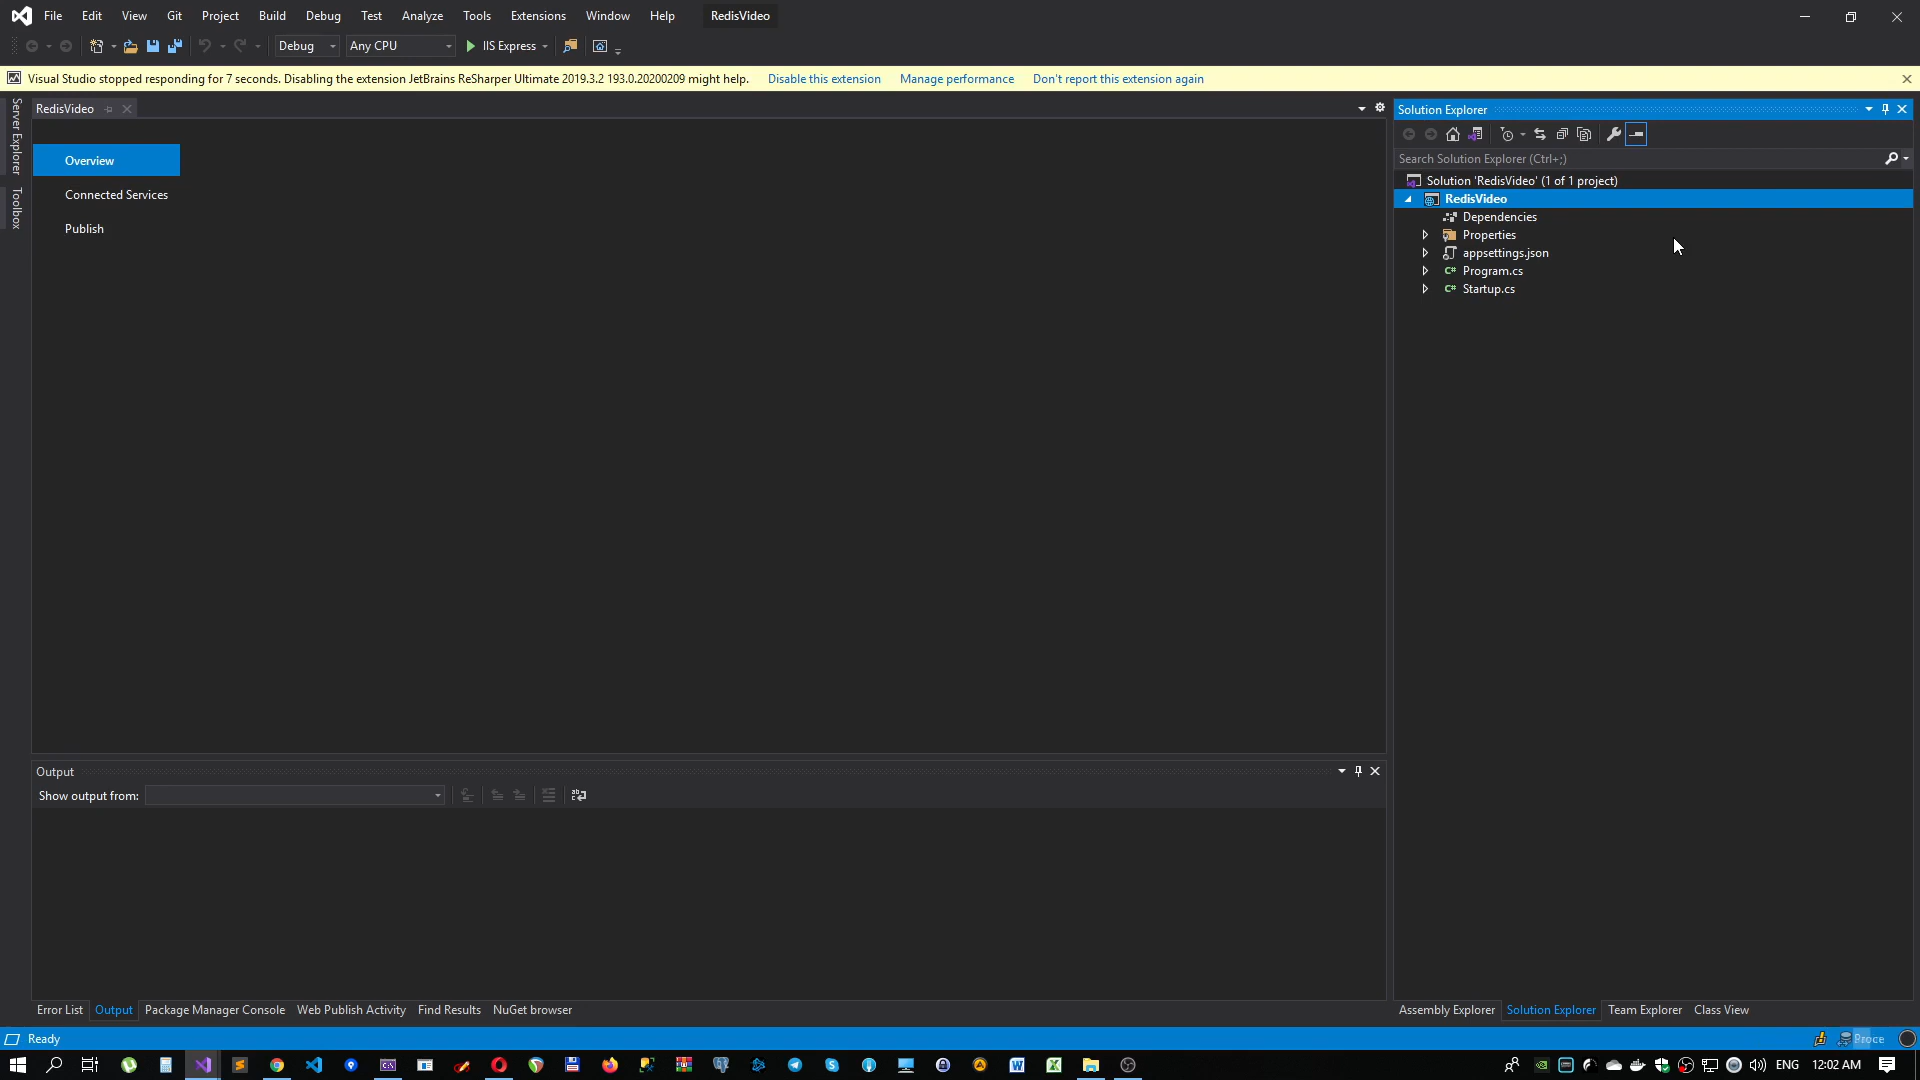 File Edit View Git Project Build Debug Test Analyze Tools Extensions Window Help RedisVideo
Debug Any CPU IIS Express
Visual Studio stopped responding for 7 seconds. Disabling the extension JetBrains ReSharper Ultimate 2019.3.2 193.0.20200209 might help. Disable this extension Manage performance Don't report this extension again
Server Explorer
Toolbox
RedisVideo
Overview
Connected Services
Publish
Solution Explorer
Search Solution Explorer (Ctrl+;)
Solution 'RedisVideo' (1 of 1 project)
RedisVideo
Dependencies
Properties
appsettings.json
C# Program.cs
C# Startup.cs
Output
Show output from:
Error List Output Package Manager Console Web Publish Activity Find Results NuGet browser
Assembly Explorer Solution Explorer Team Explorer Class View
Ready
Proce
ENG 12:02 AM